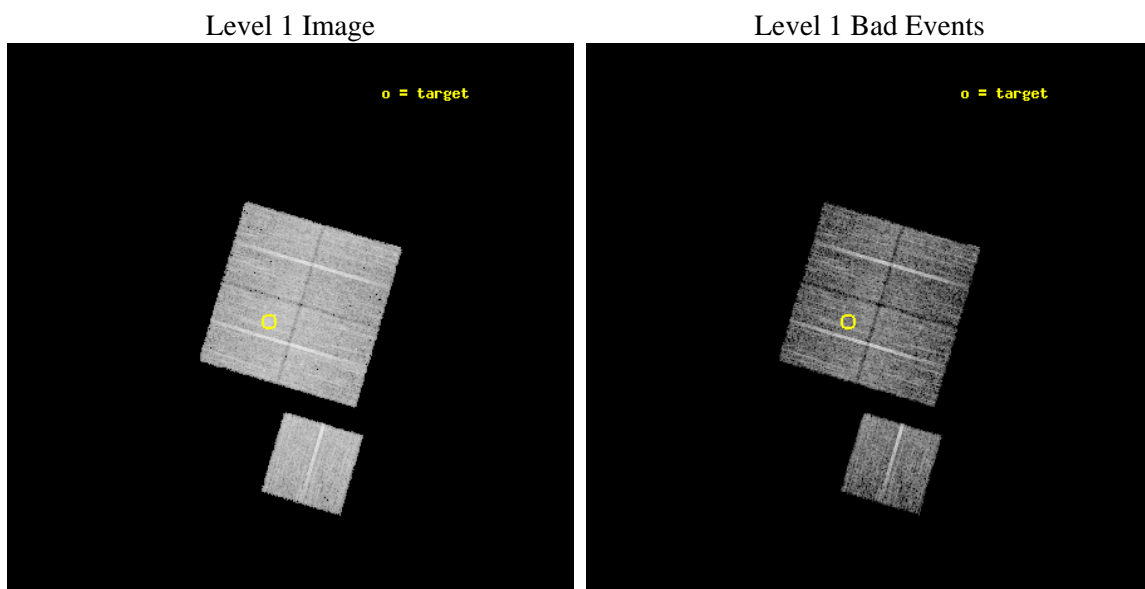 Level 1 Image
Level 1 Bad Events
o = target
o = target